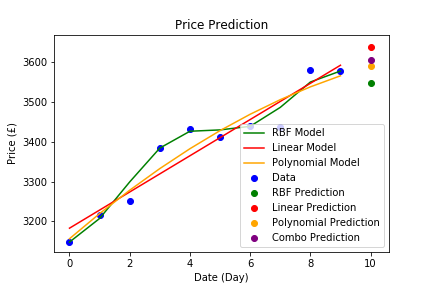 Price Prediction
3600
3500
3400
3300
3200
Price (£)
RBF Model
Linear Model
Polynomial Model
Data
RBF Prediction
Linear Prediction
Polynomial Prediction
Combo Prediction
0 2 4 6 8 10
Date (Day)